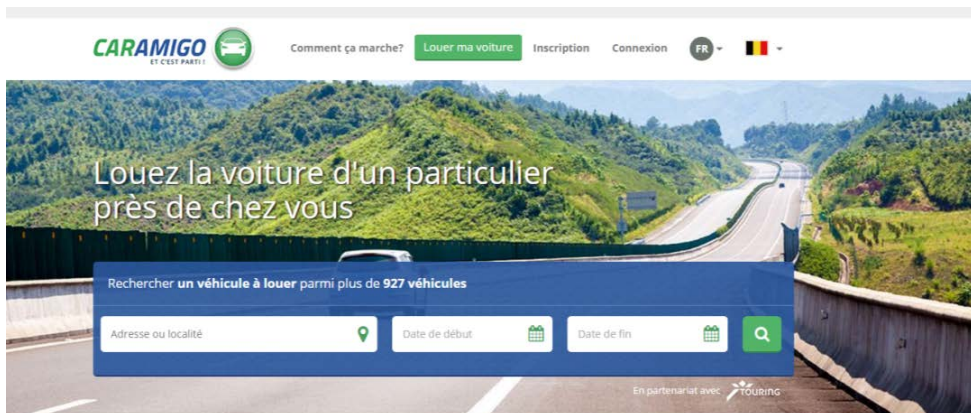 CARAMIGO
ET C'EST PARTI !
Comment ça marche? Louer ma voiture Inscription Connexion FR
Louez la voiture d'un particulier
près de chez vous
Rechercher un véhicule à louer parmi plus de 927 véhicules
Adresse ou localité Date de début Date de fin
En partenariat avec TOURING